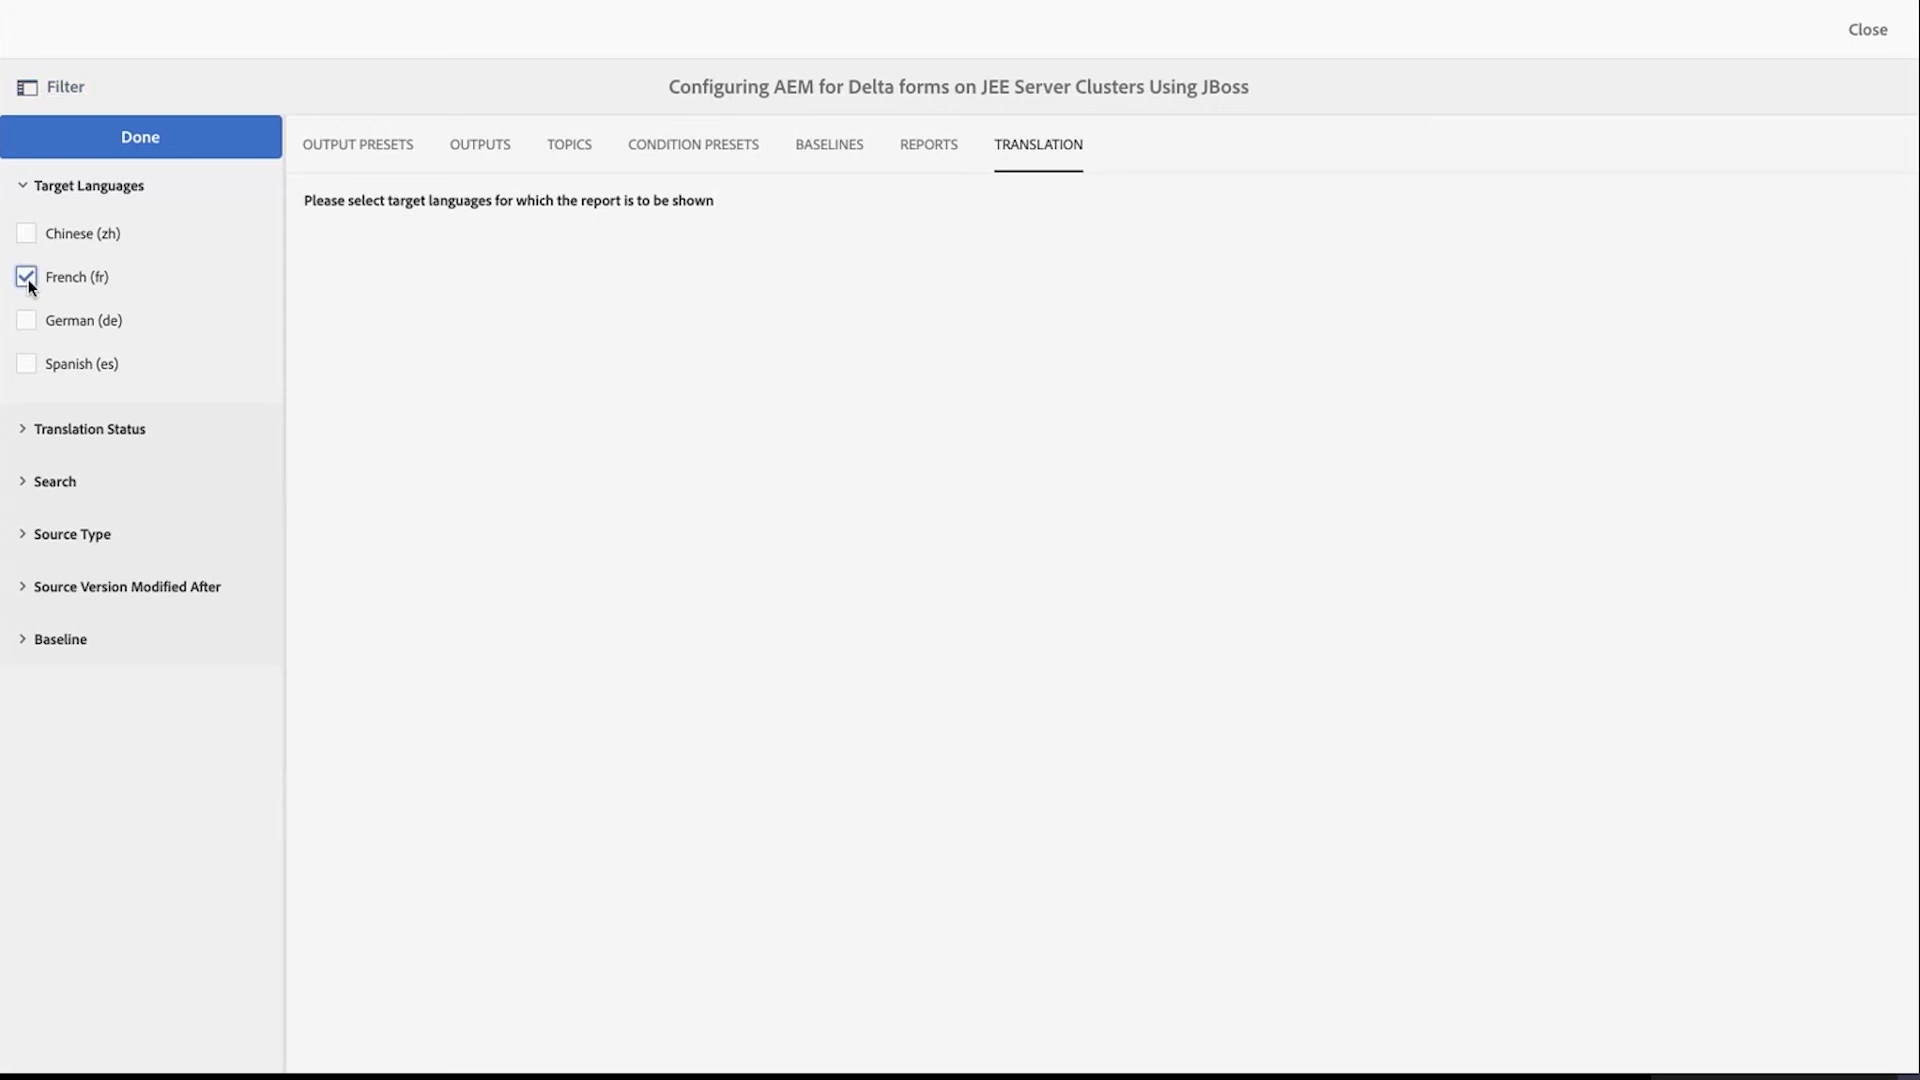 Close
Filter
Configuring AEM for Delta forms on JEE Server Clusters Using JBoss
Done
OUTPUT PRESETS OUTPUTS TOPICS CONDITION PRESETS BASELINES REPORTS TRANSLATION
Target Languages
Please select target languages for which the report is to be shown
Chinese (zh)
French (fr)
German (de)
Spanish (es)
Translation Status
Search
Source Type
Source Version Modified After
Baseline